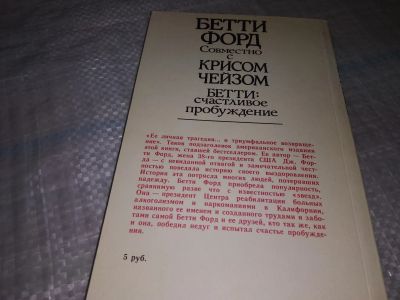 БЕТТИ
ФОРД
Совместно
с
КРИСОМ
ЧЕЙЗОМ
БЕТТИ:
счастливое
пробуждение
«Ее личная трагедия... и триумфальное возвраще-
ние». Таков подзаголовок американского издания
этой книги, ставшей бестселлером. Ее автор — Бет-
ти Форд, жена 38-го президента США Дж. Фор-
да — с невиданной отвагой и замечательной чест-
ностью поведала историю своего выздоровления.
История эта потрясла многих людей, потерявших
надежду. Бетти Форд приобрела популярность,
сравнимую разве что с известностью «звезд».
Она — президент Центра реабилитации больных
алкоголизмом и наркоманиями в Калифорнии,
названного ее именем и созданного трудами и забо-
тами самой Бетти Форд и ее друзей, кто так же, как
и она, победил недуг и испытал счастье пробужде-
ния.
5 руб.